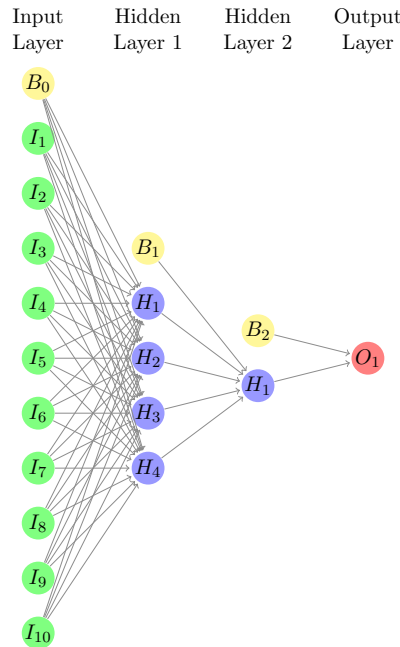 Input Layer
Hidden Layer 1
Hidden Layer 2
Output Layer
B₀
I₁
I₂
I₃
I₄
I₅
I₆
I₇
I₈
I₉
I₁₀
B₁
H₁
H₂
H₃
H₄
B₂
H₁
O₁